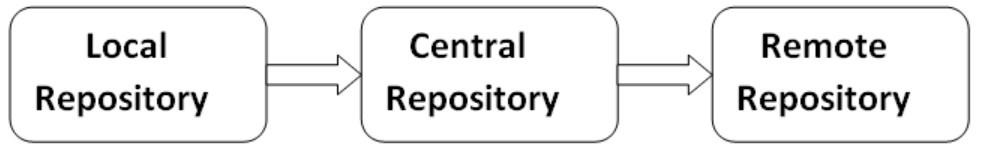 Local
Repository
Central
Repository
Remote
Repository